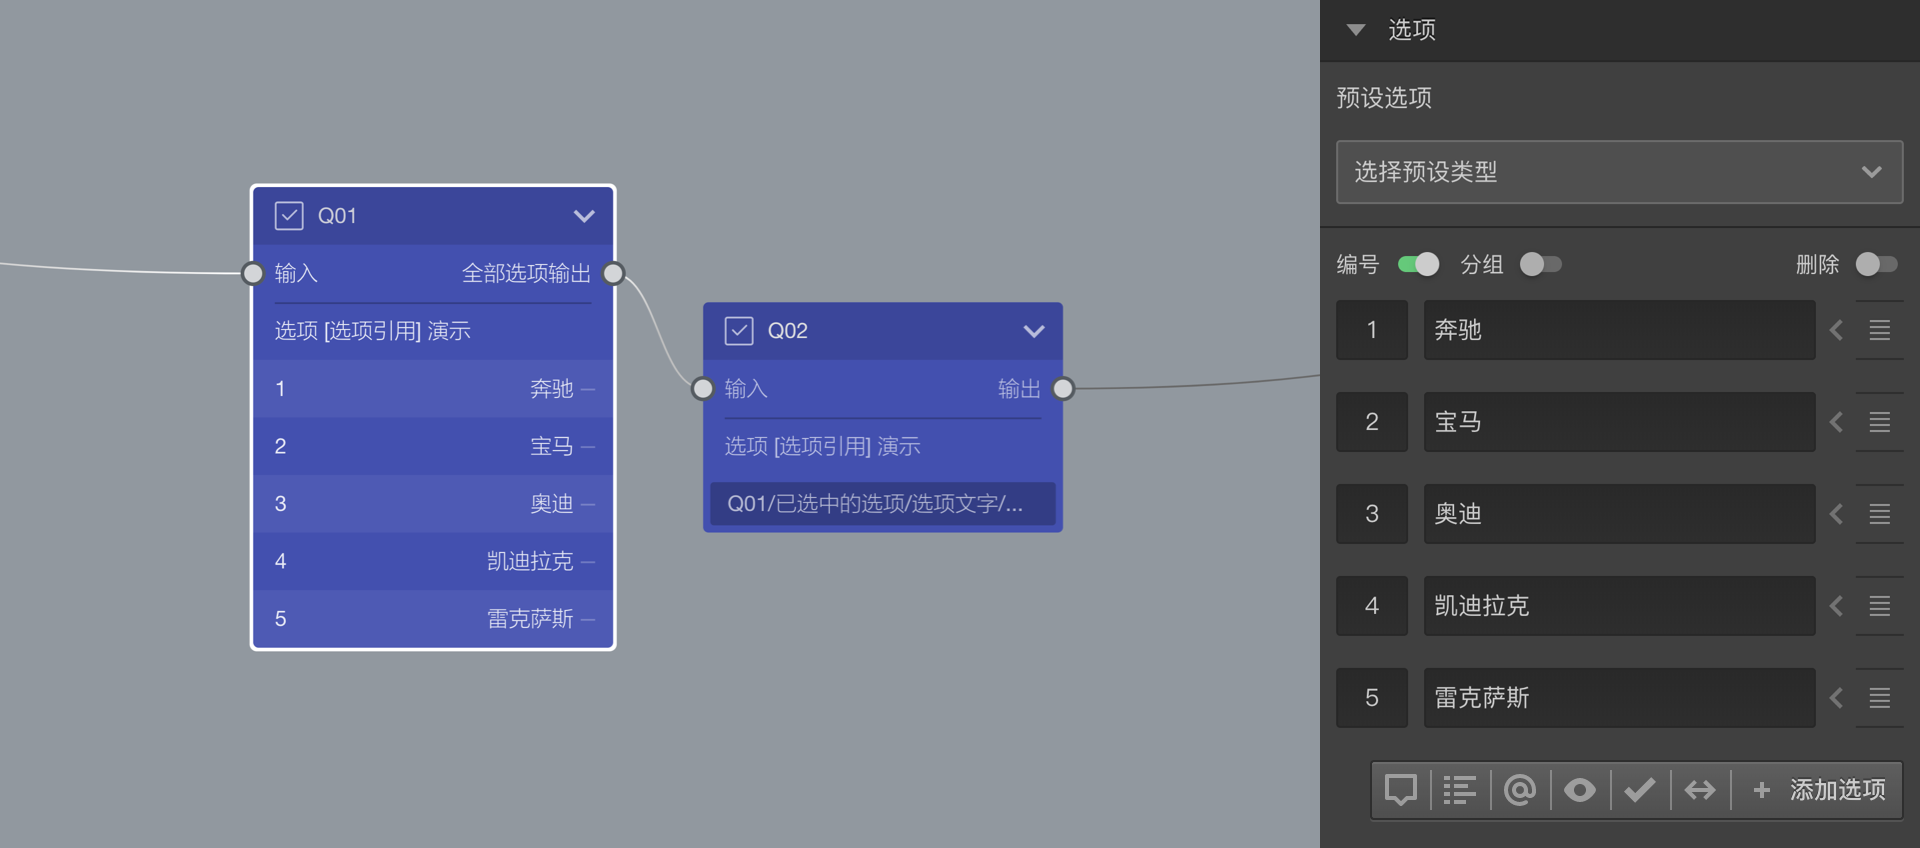 Q01
输入 全部选项输出
选项 [选项引用] 演示
1 奔驰
2 宝马
3 奥迪
4 凯迪拉克
5 雷克萨斯
Q02
输入 输出
选项 [选项引用] 演示
Q01/已选中的选项/选项文字/...
选项
预设选项
选择预设类型
编号 分组 删除
1 奔驰
2 宝马
3 奥迪
4 凯迪拉克
5 雷克萨斯
+ 添加选项